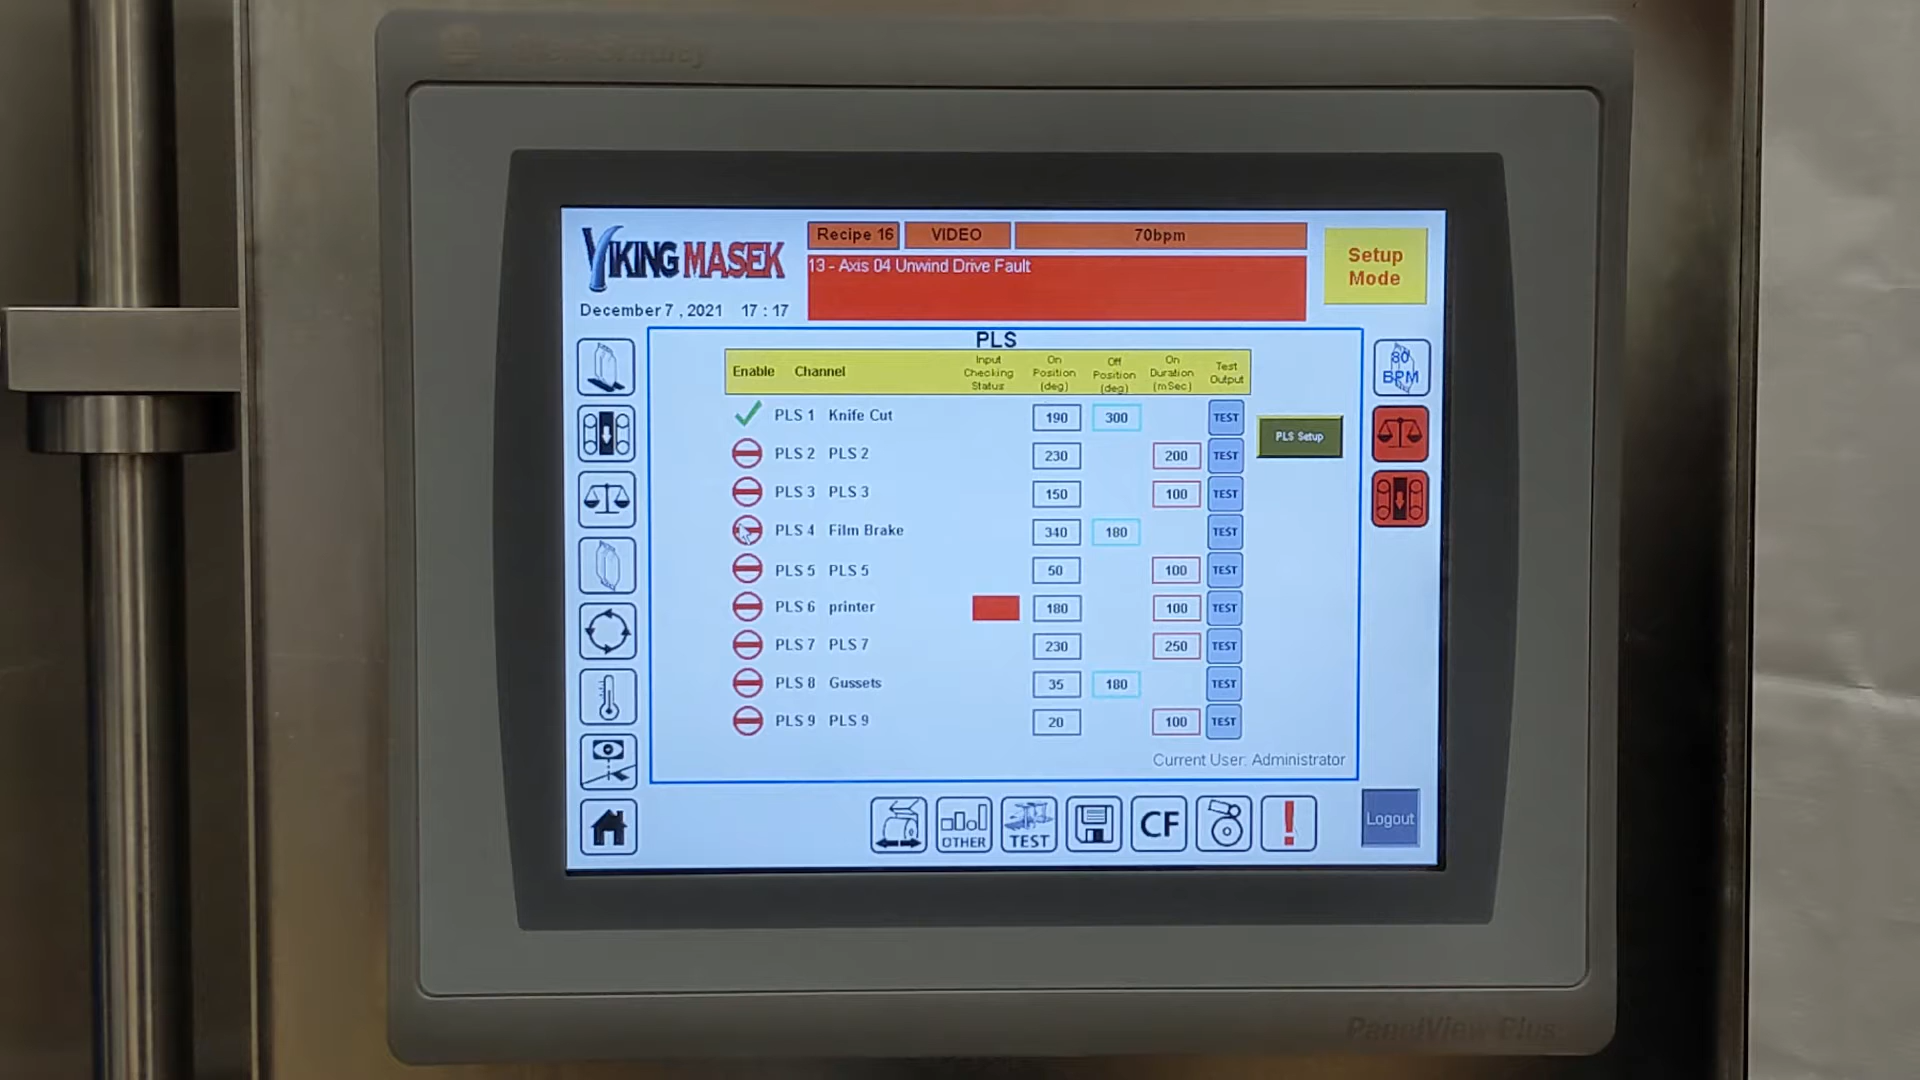 Allen-Bradley
VIKING MASEK
Recipe 16 VIDEO 70bpm
13 - Axis 04 Unwind Drive Fault
Setup
Mode
December 7 , 2021 17 : 17
PLS
Enable Channel
Input
Checking
Status
On
Position
(deg)
Off
Position
(deg)
On
Duration
(mSec)
Test
Output
PLS 1 Knife Cut 190 300 TEST
PLS 2 PLS 2 230 200 TEST
PLS 3 PLS 3 150 100 TEST
PLS 4 Film Brake 340 180 TEST
PLS 5 PLS 5 50 100 TEST
PLS 6 printer 180 100 TEST
PLS 7 PLS 7 230 250 TEST
PLS 8 Gussets 35 180 TEST
PLS 9 PLS 9 20 100 TEST
PLS Setup
80
BPM
Current User: Administrator
OTHER
TEST
CF
!
Logout
PanelView Plus